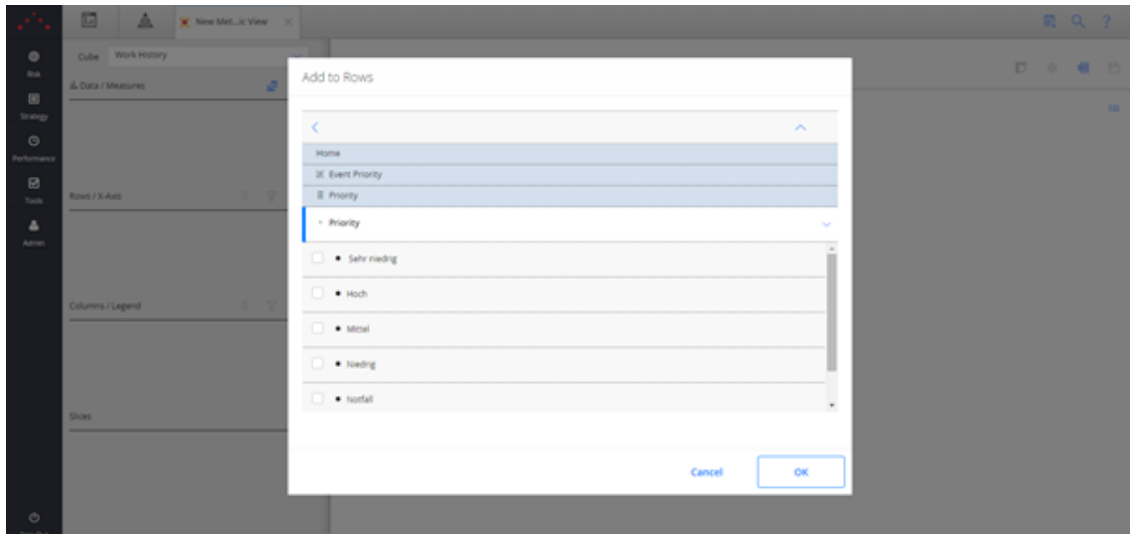 New Met...ic View
Cube Work History
Data / Measures
Risk
Strategy
Performance
Tools
Admin
Rows / X-Axis
Columns / Legend
Slices
Add to Rows
Home
Event Priority
Priority
Priority
Sehr niedrig
Hoch
Mittel
Niedrig
Notfall
Cancel
OK